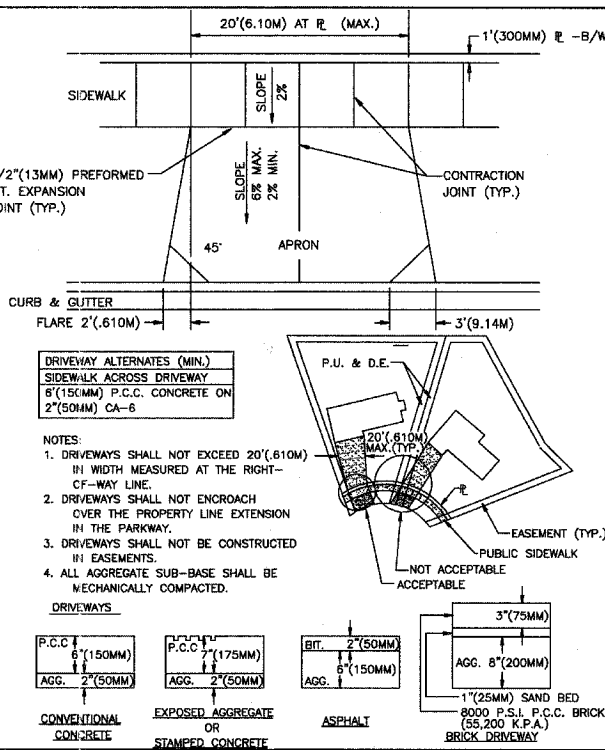 20'(6.10M) AT PL (MAX.)
1'(300MM) PL -B/W
SIDEWALK
SLOPE
2%
/2"(13MM) PREFORMED
T. EXPANSION
OINT (TYP.)
SLOPE
6% MAX.
2% MIN.
CONTRACTION
JOINT (TYP.)
45°
APRON
CURB & GUTTER
FLARE 2'(.610M)
3'(9.14M)
DRIVEWAY ALTERNATES (MIN.)
SIDEWALK ACROSS DRIVEWAY
6'(150MM) P.C.C. CONCRETE ON
2"(50MM) CA-6
P.U. & D.E.
20'(.610M)
MAX.(TYP.)
PL
EASEMENT (TYP.)
PUBLIC SIDEWALK
NOT ACCEPTABLE
ACCEPTABLE
NOTES:
1. DRIVEWAYS SHALL NOT EXCEED 20'(.610M)
IN WIDTH MEASURED AT THE RIGHT-
OF-WAY LINE.
2. DRIVEWAYS SHALL NOT ENCROACH
OVER THE PROPERTY LINE EXTENSION
IN THE PARKWAY.
3. DRIVEWAYS SHALL NOT BE CONSTRUCTED
IN EASEMENTS.
4. ALL AGGREGATE SUB-BASE SHALL BE
MECHANICALLY COMPACTED.
DRIVEWAYS
P.C.C
6"(150MM)
AGG. 2"(50MM)
CONVENTIONAL
CONCRETE
P.C.C 7"(175MM)
AGG. 2"(50MM)
EXPOSED AGGREGATE
OR
STAMPED CONCRETE
BIT. 2"(50MM)
6"(150MM)
AGG.
ASPHALT
3"(75MM)
AGG. 8"(200MM)
1"(25MM) SAND BED
8000 P.S.I. P.C.C. BRICK
(55,200 K.P.A.)
BRICK DRIVEWAY